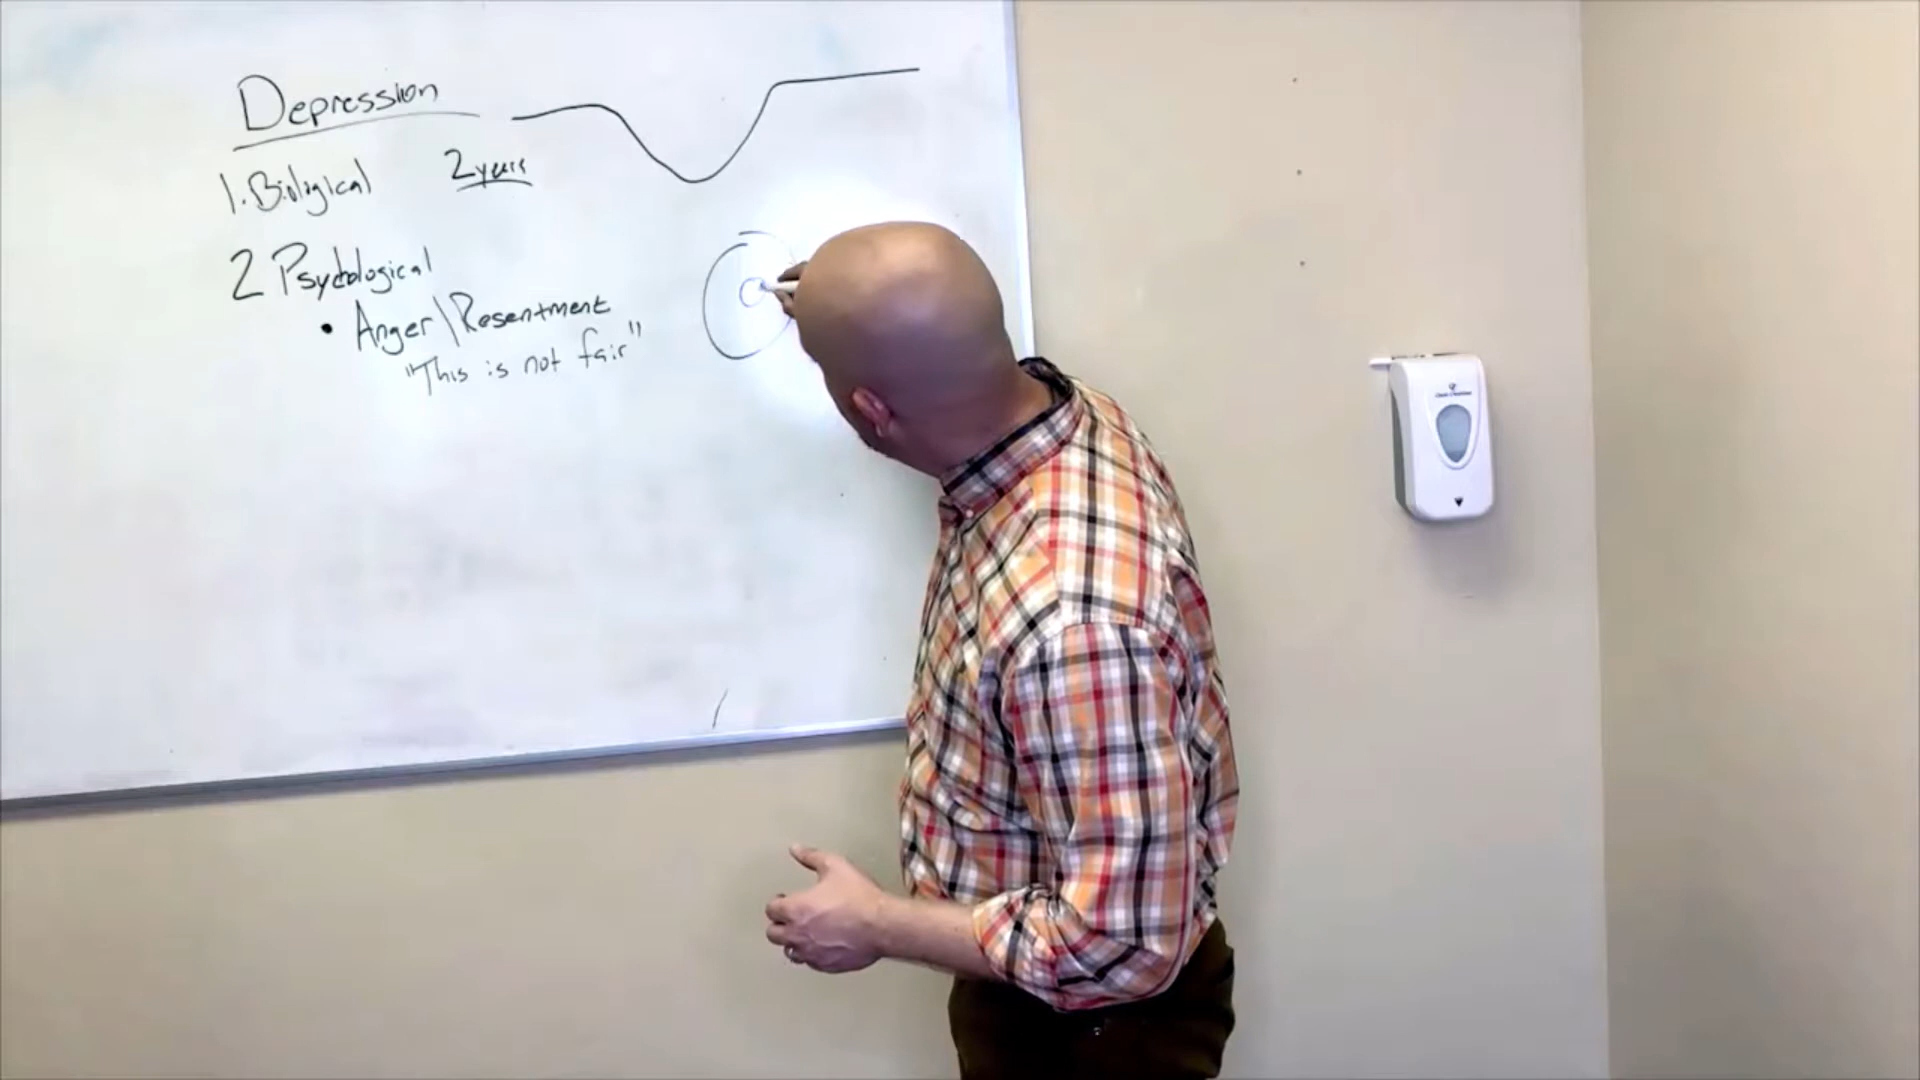 Depression
1. Biological 2 years
2 Psychological
• Anger\Resentment
"This is not fair"